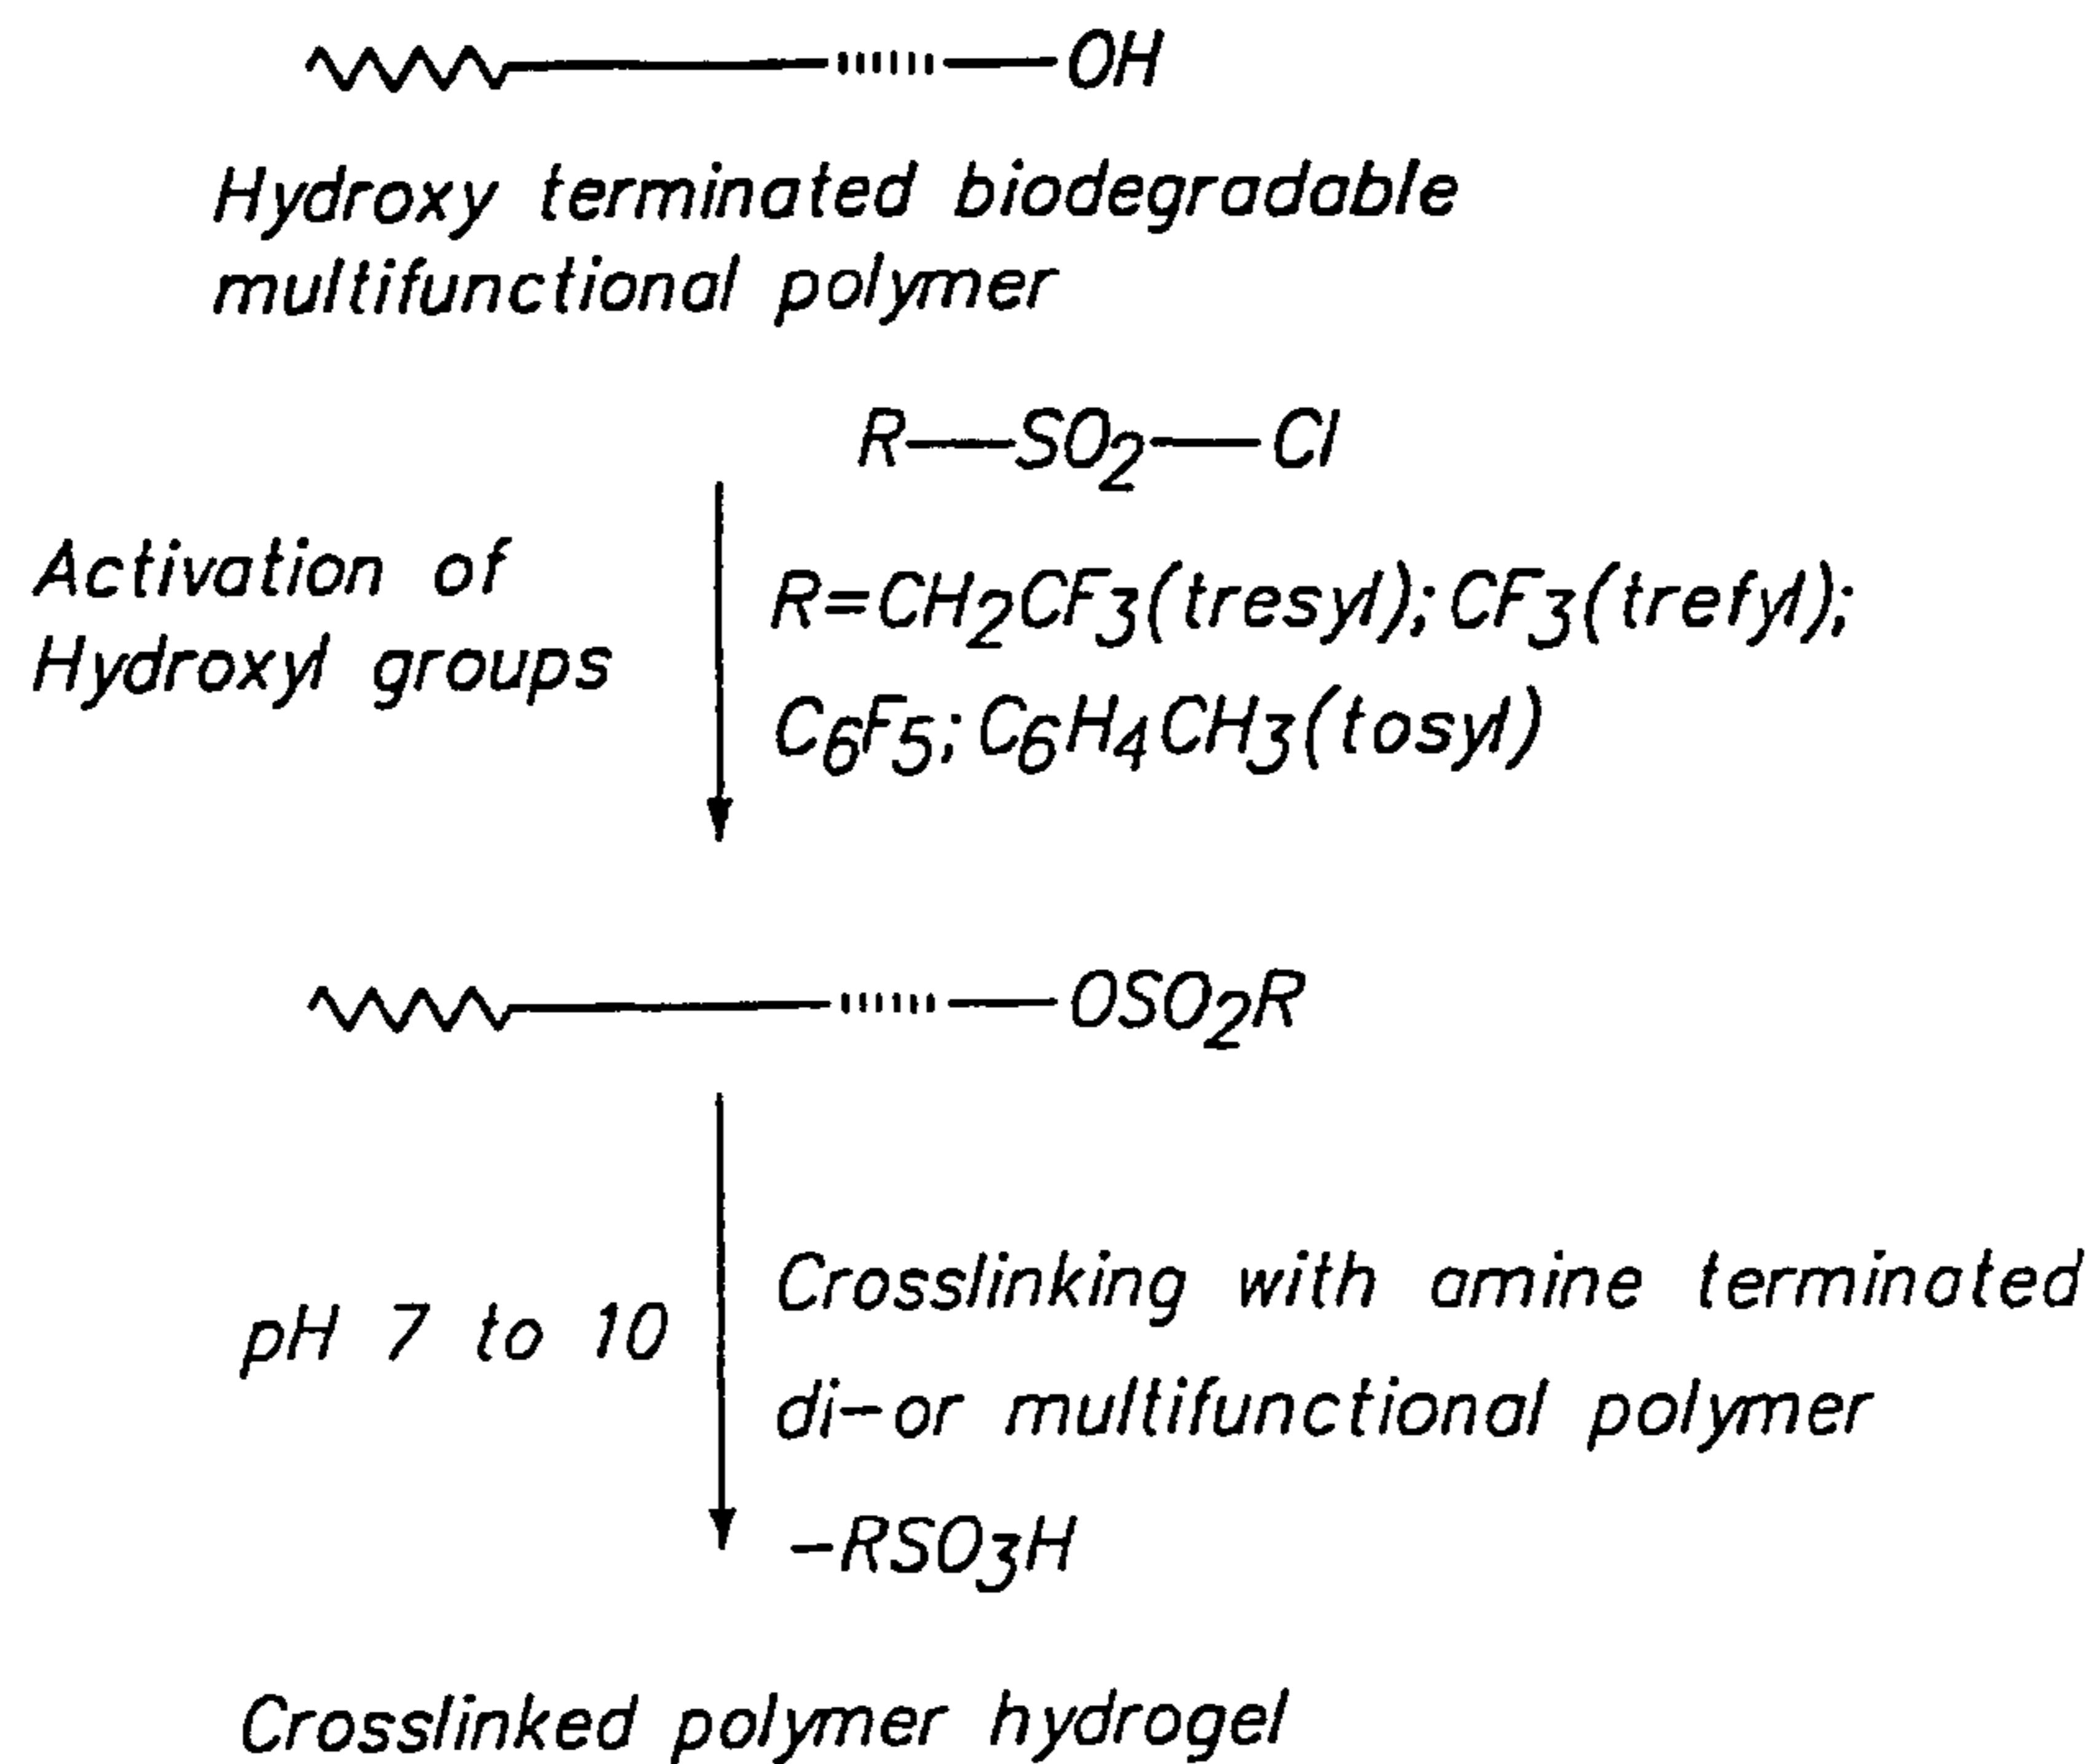 OH
Hydroxy terminated biodegradable
multifunctional polymer
R—SO2—Cl
Activation of
Hydroxyl groups
R=CH2CF3(tresyl); CF3(trefyl);
C6F5; C6H4CH3(tosyl)
OSO2R
pH 7 to 10
Crosslinking with amine terminated
di-or multifunctional polymer
-RSO3H
Crosslinked polymer hydrogel